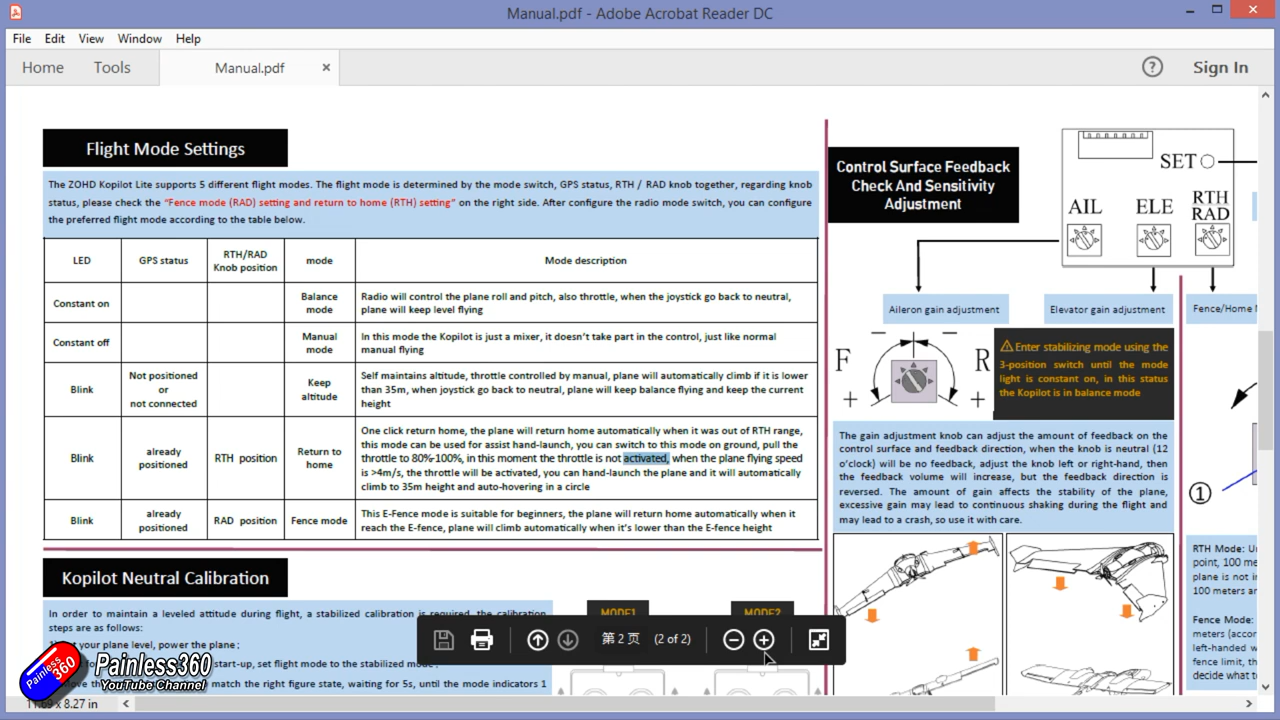 Manual.pdf - Adobe Acrobat Reader DC
File Edit View Window Help
Home Tools Manual.pdf × ? Sign In
Flight Mode Settings
The ZOHD Kopilot Lite supports 5 different flight modes. The flight mode is determined by the mode switch, GPS status, RTH / RAD knob together, regarding knob
status, please check the "Fence mode (RAD) setting and return to home (RTH) setting" on the right side. After configure the radio mode switch, you can configure
the preferred flight mode according to the table below.
LED GPS status RTH/RAD Knob position mode Mode description
Constant on Balance mode Radio will control the plane roll and pitch, also throttle, when the joystick go back to neutral,
plane will keep level flying
Constant off Manual mode In this mode the Kopilot is just a mixer, it doesn't take part in the control, just like normal
manual flying
Blink Not positioned or not connected Keep altitude Self maintains altitude, throttle controlled by manual, plane will automatically climb if it is lower
than 35m, when joystick go back to neutral, plane will keep balance flying and keep the current
height
Blink already positioned RTH position Return to home One click return home, the plane will return home automatically when it was out of RTH range,
this mode can be used for assist hand-launch, you can switch to this mode on ground, pull the
throttle to 80%-100%, in this moment the throttle is not activated, when the plane flying speed
is >4m/s, the throttle will be activated, you can hand-launch the plane and it will automatically
climb to 35m height and auto-hovering in a circle
Blink already positioned RAD position Fence mode This E-Fence mode is suitable for beginners, the plane will return home automatically when it
reach the E-fence, plane will climb automatically when it's lower than the E-fence height
Kopilot Neutral Calibration
In order to maintain a leveled attitude during flight, a stabilized calibration is required, the calibration
steps are as follows:
your plane level, power the plane;
start-up, set flight mode to the stabilized mode;
match the right figure state, waiting for 5s, until the mode indicators 1
MODE1 MODE2
第 2 页 (2 of 2)
Control Surface Feedback
Check And Sensitivity
Adjustment
SET
AIL ELE RTH
RAD
Aileron gain adjustment Elevator gain adjustment Fence/Home
F R
− −
+ +
⚠Enter stabilizing mode using the
3-position switch until the mode
light is constant on, in this status
the Kopilot is in balance mode
The gain adjustment knob can adjust the amount of feedback on the
control surface and feedback direction, when the knob is neutral (12
o'clock) will be no feedback, adjust the knob left or right-hand, then
the feedback volume will increase, but the feedback direction is
reversed. The amount of gain affects the stability of the plane,
excessive gain may lead to continuous shaking during the flight and
may lead to a crash, so use it with care.
①
RTH Mode:
point, 100 me
plane is not i
100 meters a
Fence Mode:
meters (accor
left-handed
fence limit, th
decide what t
Painless360
Painless360
YouTube Channel
11.69 x 8.27 in